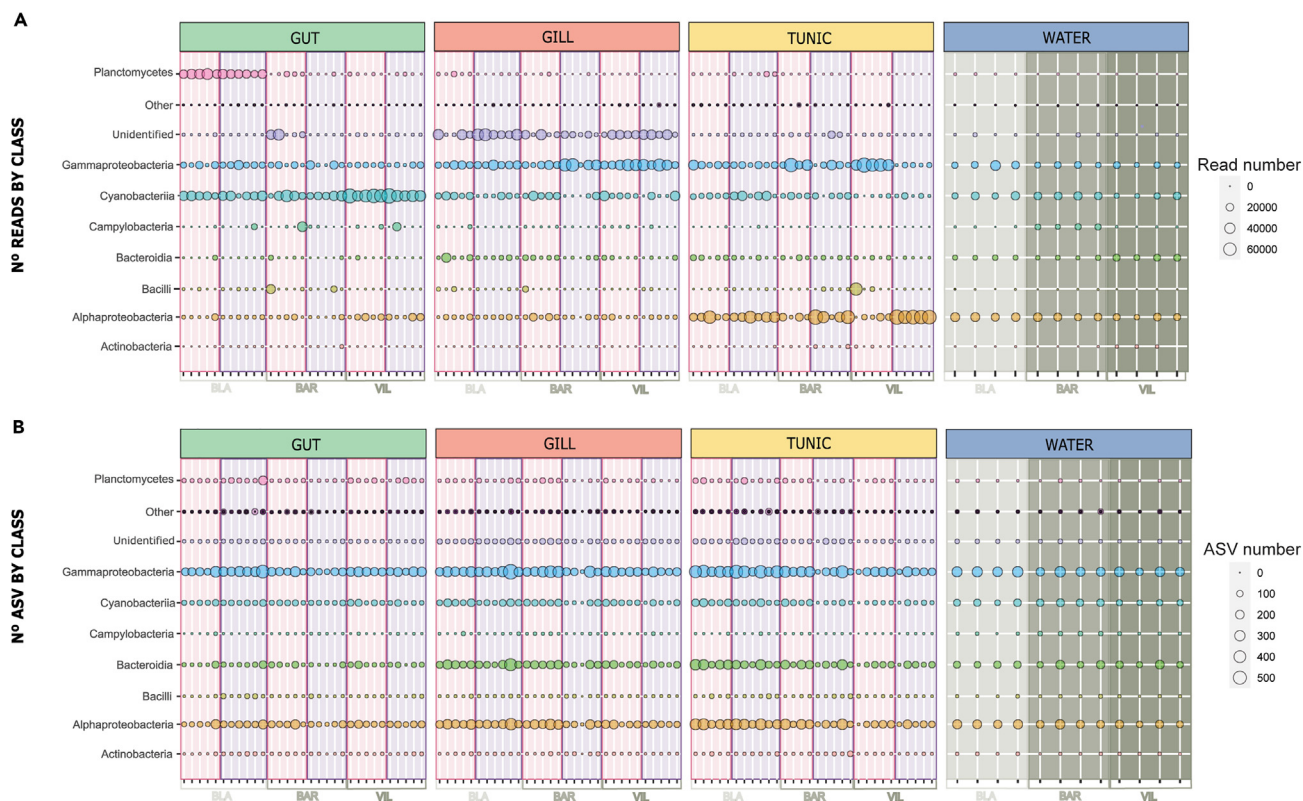 A
GUT
GILL
TUNIC
WATER
Nº READS BY CLASS
Planctomycetes
Other
Unidentified
Gammaproteobacteria
Cyanobacteriia
Campylobacteria
Bacteroidia
Bacilli
Alphaproteobacteria
Actinobacteria
Read number
0
20000
40000
60000
BLA
BAR
VIL
BLA
BAR
VIL
BLA
BAR
VIL
BLA
BAR
VIL
B
GUT
GILL
TUNIC
WATER
Nº ASV BY CLASS
Planctomycetes
Other
Unidentified
Gammaproteobacteria
Cyanobacteriia
Campylobacteria
Bacteroidia
Bacilli
Alphaproteobacteria
Actinobacteria
ASV number
0
100
200
300
400
500
BLA
BAR
VIL
BLA
BAR
VIL
BLA
BAR
VIL
BLA
BAR
VIL